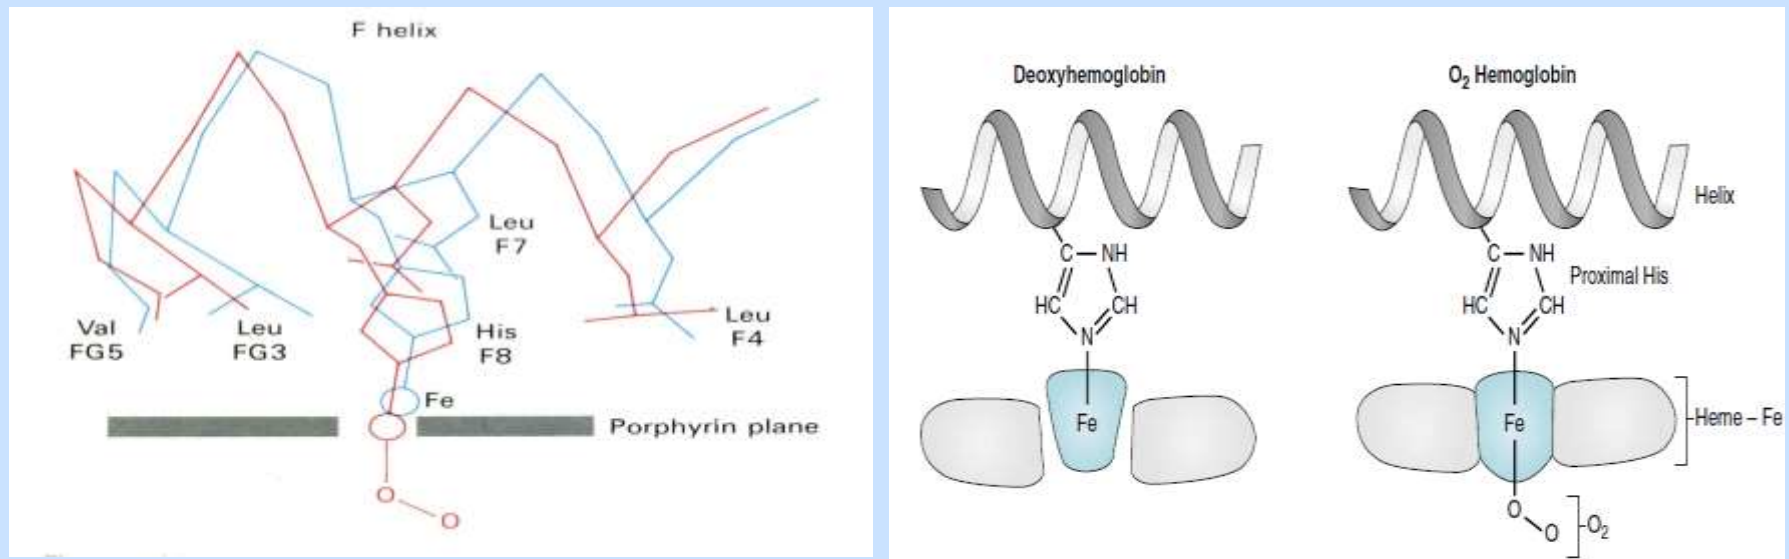 F helix
Leu
F7
Val
FG5
Leu
FG3
His
F8
Leu
F4
Fe
Porphyrin plane
O
O
Deoxyhemoglobin
C
NH
HC
CH
N
Fe
O₂ Hemoglobin
Helix
C
NH
Proximal His
HC
CH
N
Fe
Heme – Fe
O
O
O₂